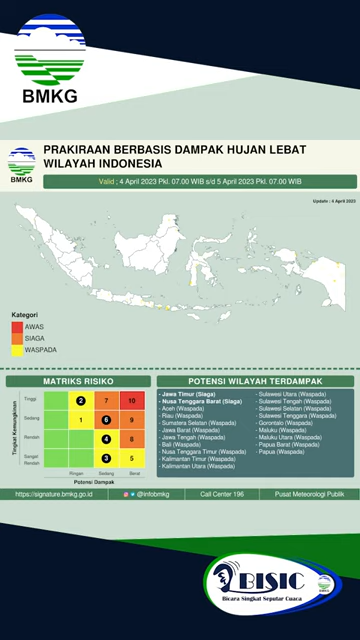 BMKG
PRAKIRAAN BERBASIS DAMPAK HUJAN LEBAT
WILAYAH INDONESIA
BMKG
Valid : 4 April 2023 Pkl. 07.00 WIB s/d 5 April 2023 Pkl. 07.00 WIB
Update : 4 April 2023
Kategori
AWAS
SIAGA
WASPADA
MATRIKS RISIKO
Tingkat Kemungkinan
Tinggi
2 7 10
Sedang
1 6 9
Rendah
4 8
Sangat
Rendah
3 5
Ringan Sedang Berat
Potensi Dampak
POTENSI WILAYAH TERDAMPAK
- Jawa Timur (Siaga)
- Nusa Tenggara Barat (Siaga)
- Aceh (Waspada)
- Riau (Waspada)
- Sumatera Selatan (Waspada)
- Jawa Barat (Waspada)
- Jawa Tengah (Waspada)
- Bali (Waspada)
- Nusa Tenggara Timur (Waspada)
- Kalimantan Timur (Waspada)
- Kalimantan Utara (Waspada)
- Sulawesi Utara (Waspada)
- Sulawesi Tengah (Waspada)
- Sulawesi Selatan (Waspada)
- Sulawesi Tenggara (Waspada)
- Gorontalo (Waspada)
- Maluku (Waspada)
- Maluku Utara (Waspada)
- Papua Barat (Waspada)
- Papua (Waspada)
https://signature.bmkg.go.id
@infobmkg
Call Center 196
Pusat Meteorologi Publik
BISIC
Bicara Singkat Seputar Cuaca
BMKG